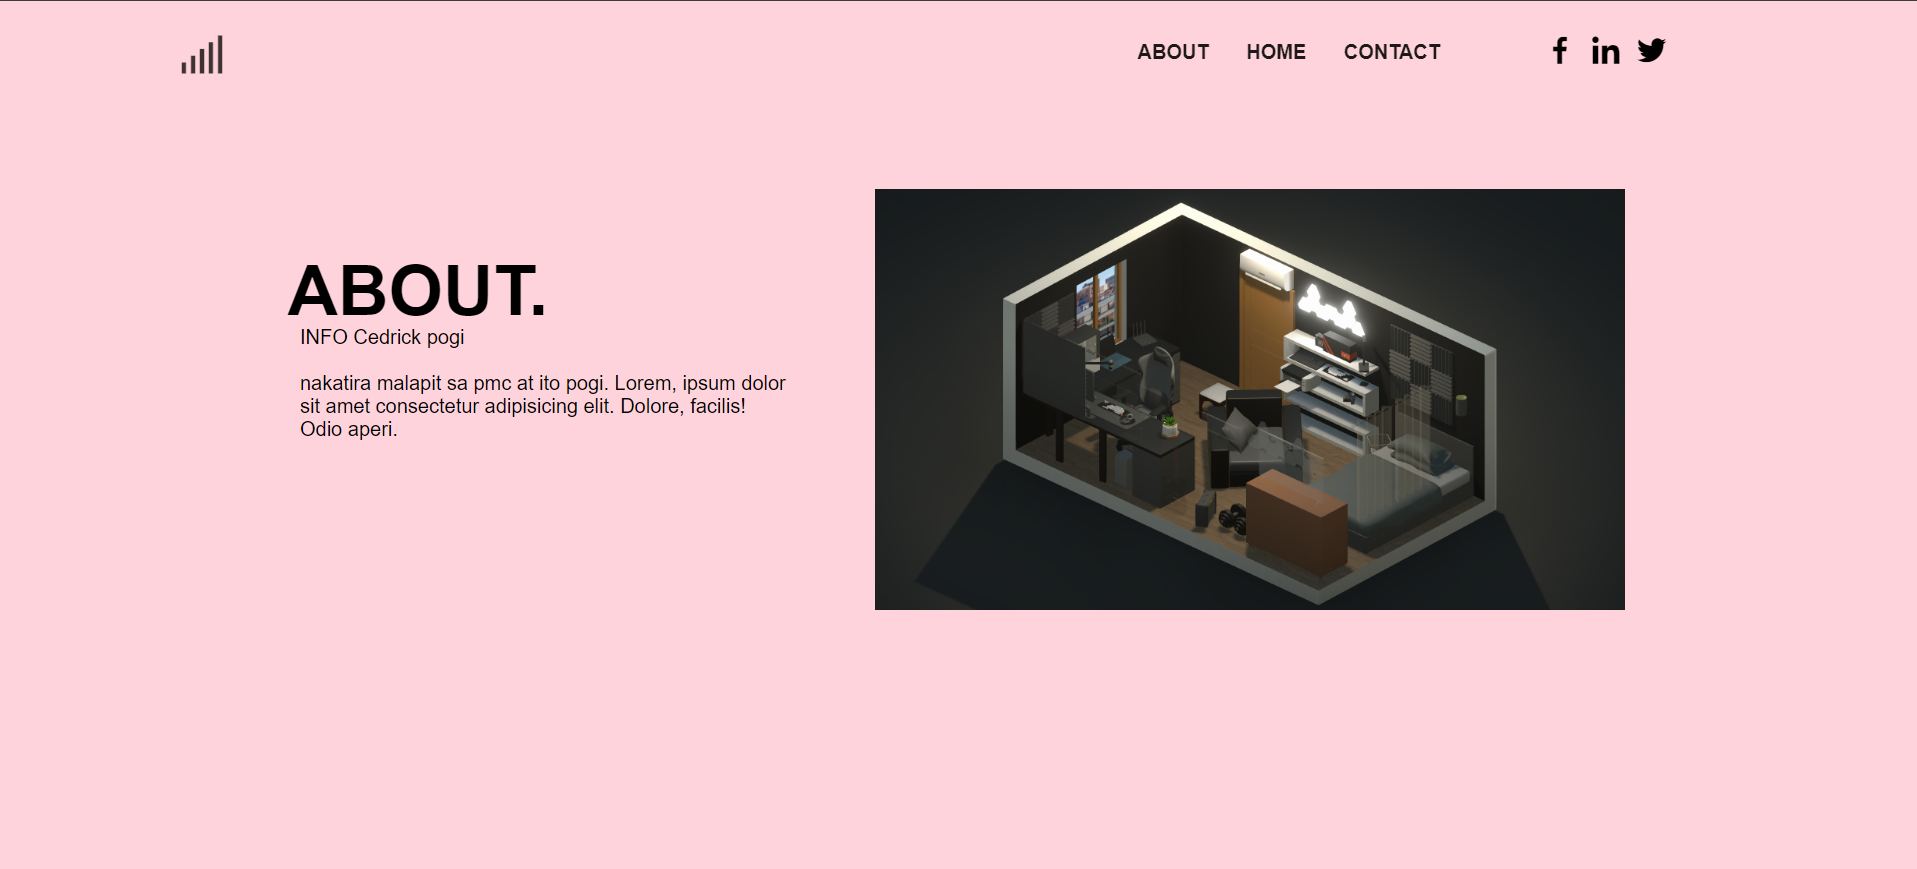 ABOUT HOME CONTACT
ABOUT.
INFO Cedrick pogi
nakatira malapit sa pmc at ito pogi. Lorem, ipsum dolor
sit amet consectetur adipisicing elit. Dolore, facilis!
Odio aperi.